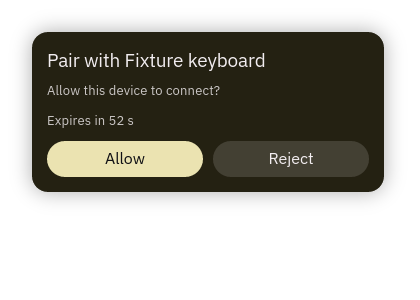 Pair with Fixture keyboard
Allow this device to connect?
Expires in 52 s
Allow
Reject